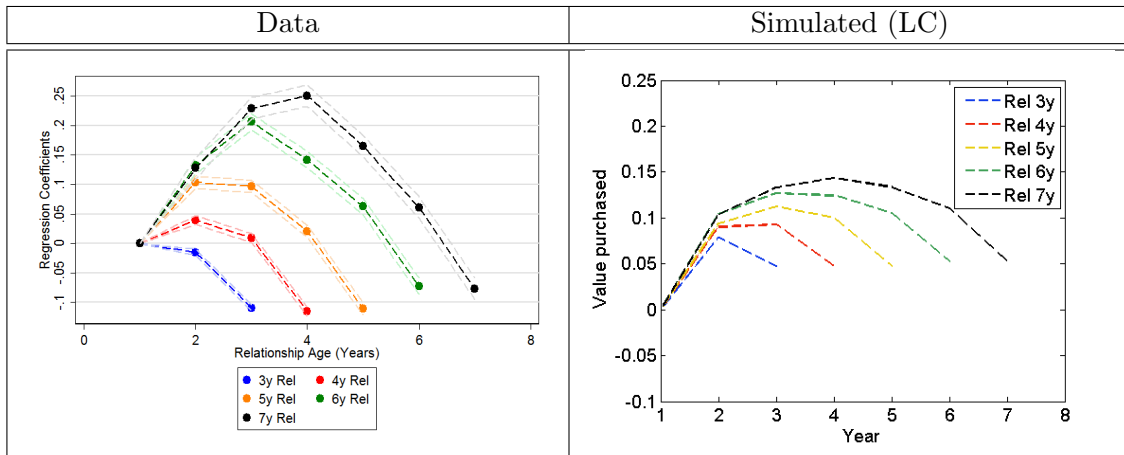 Data
Simulated (LC)
Regression Coefficients
.25
.2
.15
.1
.05
0
-.05
-.1
0
2
4
6
8
Relationship Age (Years)
3y Rel
4y Rel
5y Rel
6y Rel
7y Rel
Value purchased
0.25
0.2
0.15
0.1
0.05
0
-0.05
-0.1
1
2
3
4
5
6
7
8
Year
Rel 3y
Rel 4y
Rel 5y
Rel 6y
Rel 7y